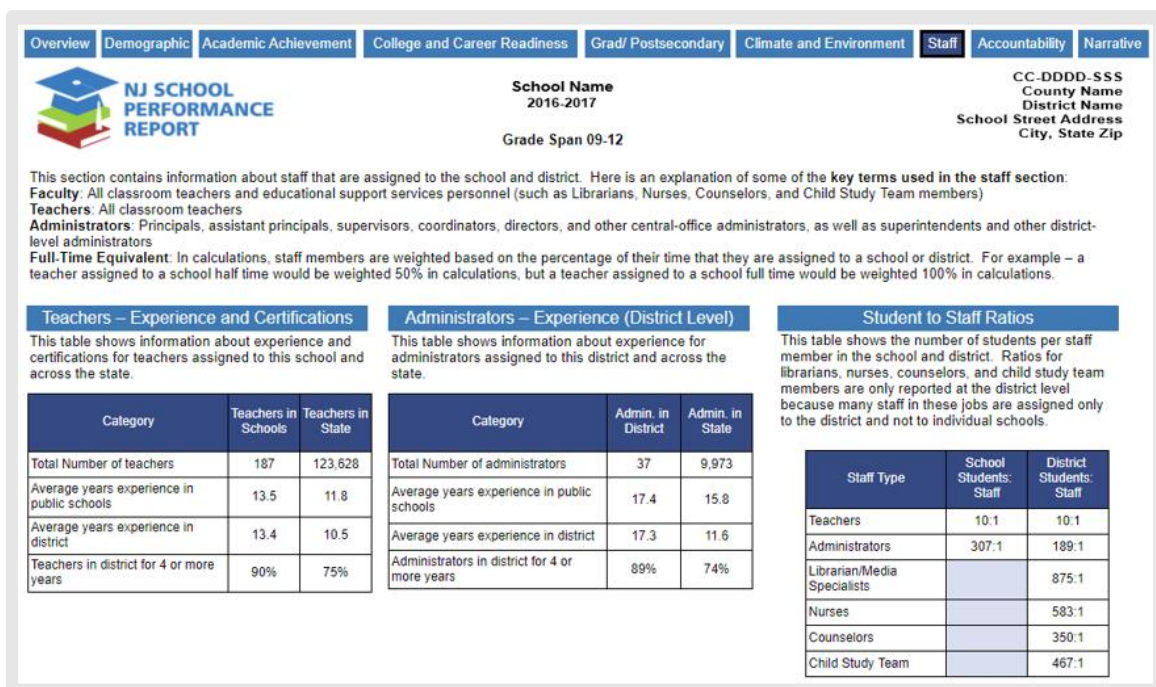 Overview Demographic Academic Achievement College and Career Readiness Grad/ Postsecondary Climate and Environment Staff Accountability Narrative
NJ SCHOOL
PERFORMANCE
REPORT
School Name
2016-2017
Grade Span 09-12
CC-DDDD-SSS
County Name
District Name
School Street Address
City, State Zip
This section contains information about staff that are assigned to the school and district. Here is an explanation of some of the key terms used in the staff section:
Faculty: All classroom teachers and educational support services personnel (such as Librarians, Nurses, Counselors, and Child Study Team members)
Teachers: All classroom teachers
Administrators: Principals, assistant principals, supervisors, coordinators, directors, and other central-office administrators, as well as superintendents and other district-
level administrators
Full-Time Equivalent: In calculations, staff members are weighted based on the percentage of their time that they are assigned to a school or district. For example – a
teacher assigned to a school half time would be weighted 50% in calculations, but a teacher assigned to a school full time would be weighted 100% in calculations.
Teachers – Experience and Certifications
This table shows information about experience and
certifications for teachers assigned to this school and
across the state.
Category Teachers in Schools Teachers in State
Total Number of teachers 187 123,628
Average years experience in public schools 13.5 11.8
Average years experience in district 13.4 10.5
Teachers in district for 4 or more years 90% 75%
Administrators – Experience (District Level)
This table shows information about experience for
administrators assigned to this district and across the
state.
Category Admin. in District Admin. in State
Total Number of administrators 37 9,973
Average years experience in public schools 17.4 15.8
Average years experience in district 17.3 11.6
Administrators in district for 4 or more years 89% 74%
Student to Staff Ratios
This table shows the number of students per staff
member in the school and district. Ratios for
librarians, nurses, counselors, and child study team
members are only reported at the district level
because many staff in these jobs are assigned only
to the district and not to individual schools.
Staff Type School Students: Staff District Students: Staff
Teachers 10:1 10:1
Administrators 307:1 189:1
Librarian/Media Specialists 875:1
Nurses 583:1
Counselors 350:1
Child Study Team 467:1